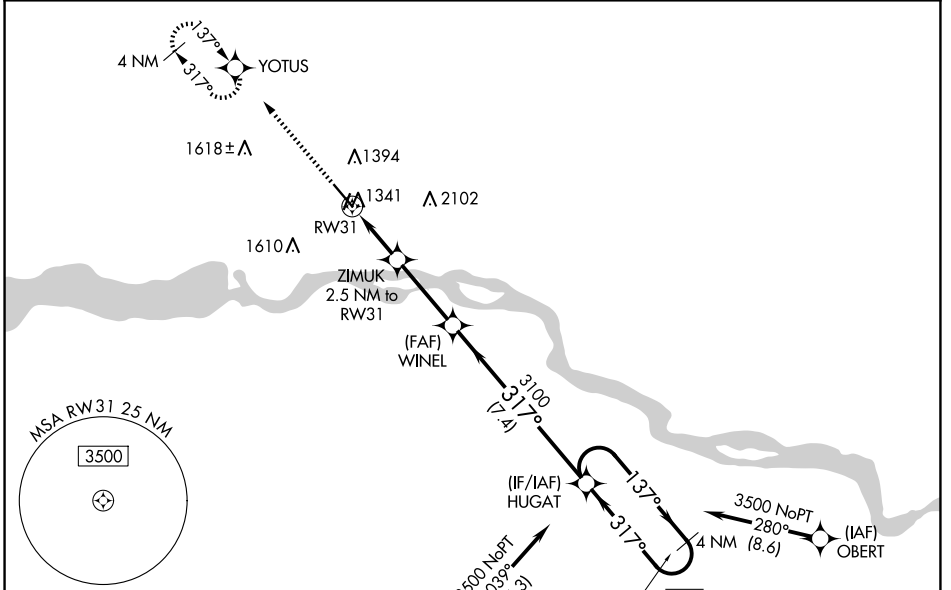 137°
4 NM
317°
YOTUS
1618±
1394
1341
2102
RW31
1610
ZIMUK
2.5 NM to
RW31
(FAF)
WINEL
3100
317°
(7.4)
MSA RW31 25 NM
3500
(IF/IAF)
HUGAT
137°
317°
4 NM
3500 NoPT
280°
(8.6)
(IAF)
OBERT
NoPT
039°